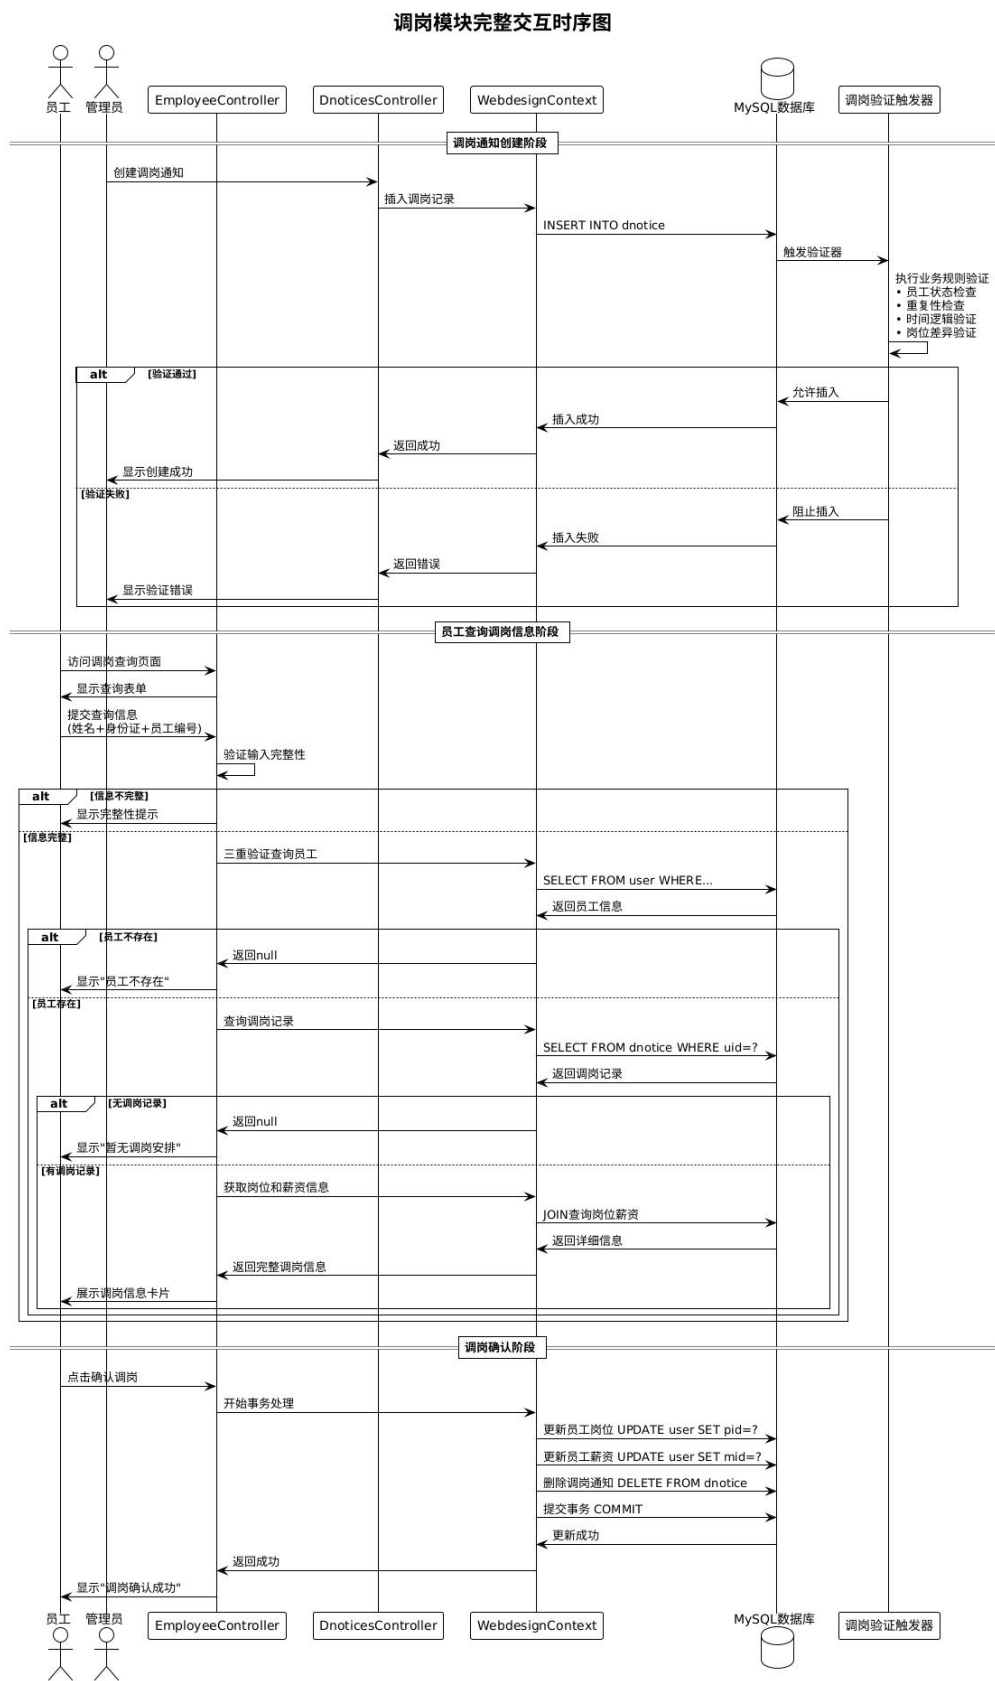 调岗模块完整交互时序图
员工
管理员
EmployeeController
DnoticesController
WebdesignContext
MySQL数据库
调岗验证触发器
调岗通知创建阶段
创建调岗通知
插入调岗记录
INSERT INTO dnotice
触发验证器
执行业务规则验证
• 员工状态检查
• 重复性检查
• 时间逻辑验证
• 岗位差异验证
alt [验证通过]
允许插入
插入成功
返回成功
显示创建成功
[验证失败]
阻止插入
插入失败
返回错误
显示验证错误
员工查询调岗信息阶段
访问调岗查询页面
显示查询表单
提交查询信息
(姓名+身份证+员工编号)
验证输入完整性
alt [信息不完整]
显示完整性提示
[信息完整]
三重验证查询员工
SELECT FROM user WHERE...
返回员工信息
alt [员工不存在]
返回null
显示"员工不存在"
[员工存在]
查询调岗记录
SELECT FROM dnotice WHERE uid=?
返回调岗记录
alt [无调岗记录]
返回null
显示"暂无调岗安排"
[有调岗记录]
获取岗位和薪资信息
JOIN查询岗位薪资
返回详细信息
返回完整调岗信息
展示调岗信息卡片
调岗确认阶段
点击确认调岗
开始事务处理
更新员工岗位 UPDATE user SET pid=?
更新员工薪资 UPDATE user SET mid=?
删除调岗通知 DELETE FROM dnotice
提交事务 COMMIT
更新成功
返回成功
显示"调岗确认成功"
员工
管理员
EmployeeController
DnoticesController
WebdesignContext
MySQL数据库
调岗验证触发器